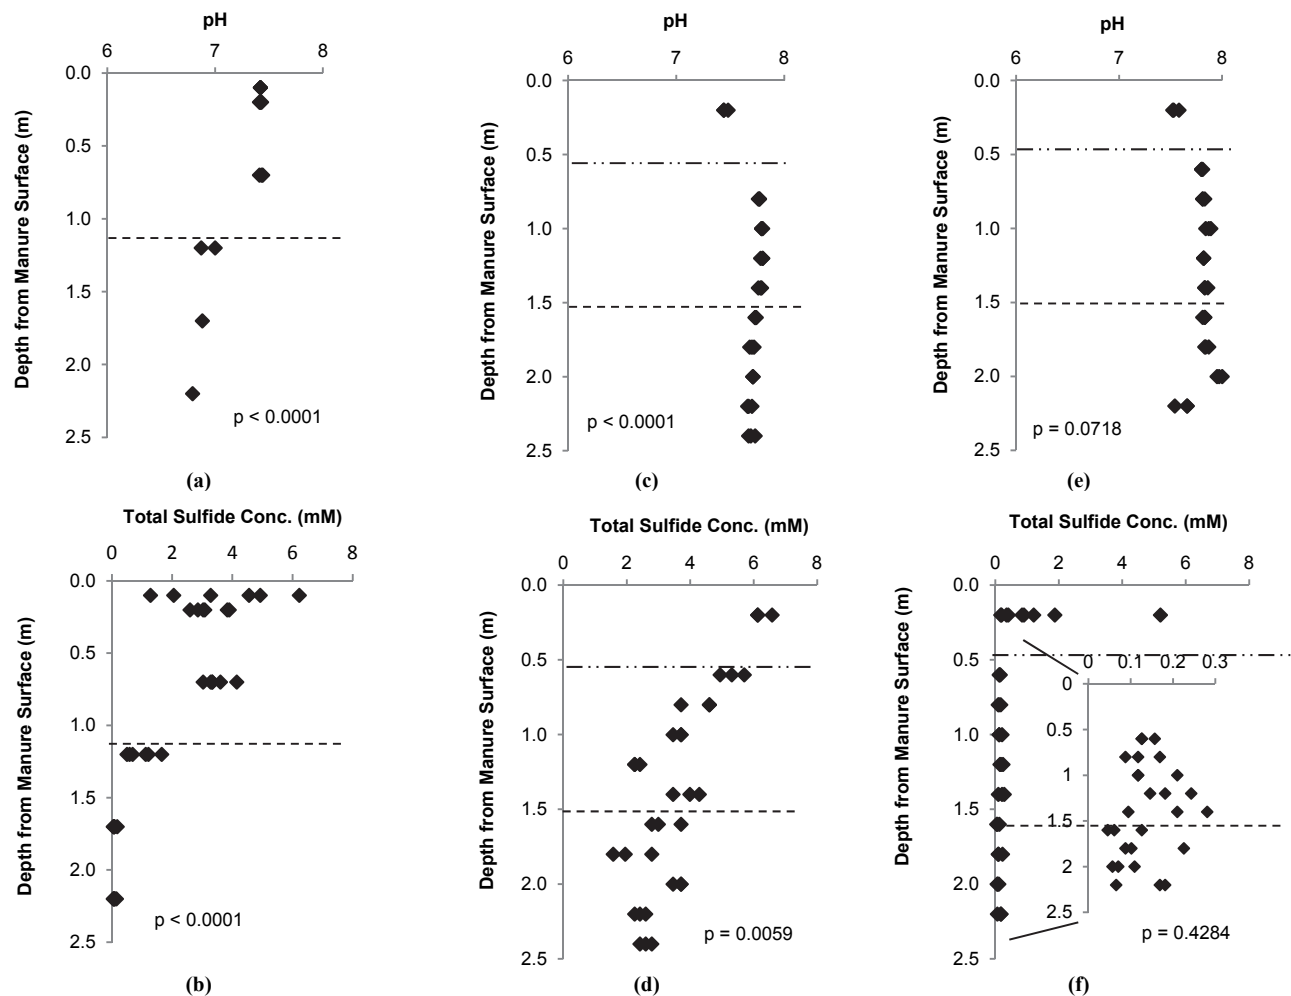 pH
6 7 8
0.0
0.5
1.0
1.5
2.0
2.5
Depth from Manure Surface (m)
p < 0.0001
(a)
pH
6 7 8
0.0
0.5
1.0
1.5
2.0
2.5
Depth from Manure Surface (m)
p < 0.0001
(c)
pH
6 7 8
0.0
0.5
1.0
1.5
2.0
2.5
Depth from Manure Surface (m)
p = 0.0718
(e)
Total Sulfide Conc. (mM)
0 2 4 6 8
0.0
0.5
1.0
1.5
2.0
2.5
Depth from Manure Surface (m)
p < 0.0001
(b)
Total Sulfide Conc. (mM)
0 2 4 6 8
0.0
0.5
1.0
1.5
2.0
2.5
Depth from Manure Surface (m)
p = 0.0059
(d)
Total Sulfide Conc. (mM)
0 2 4 6 8
0.0
0.5
1.0
1.5
2.0
2.5
Depth from Manure Surface (m)
0 0.1 0.2 0.3
0
0.5
1
1.5
2
2.5
p = 0.4284
(f)